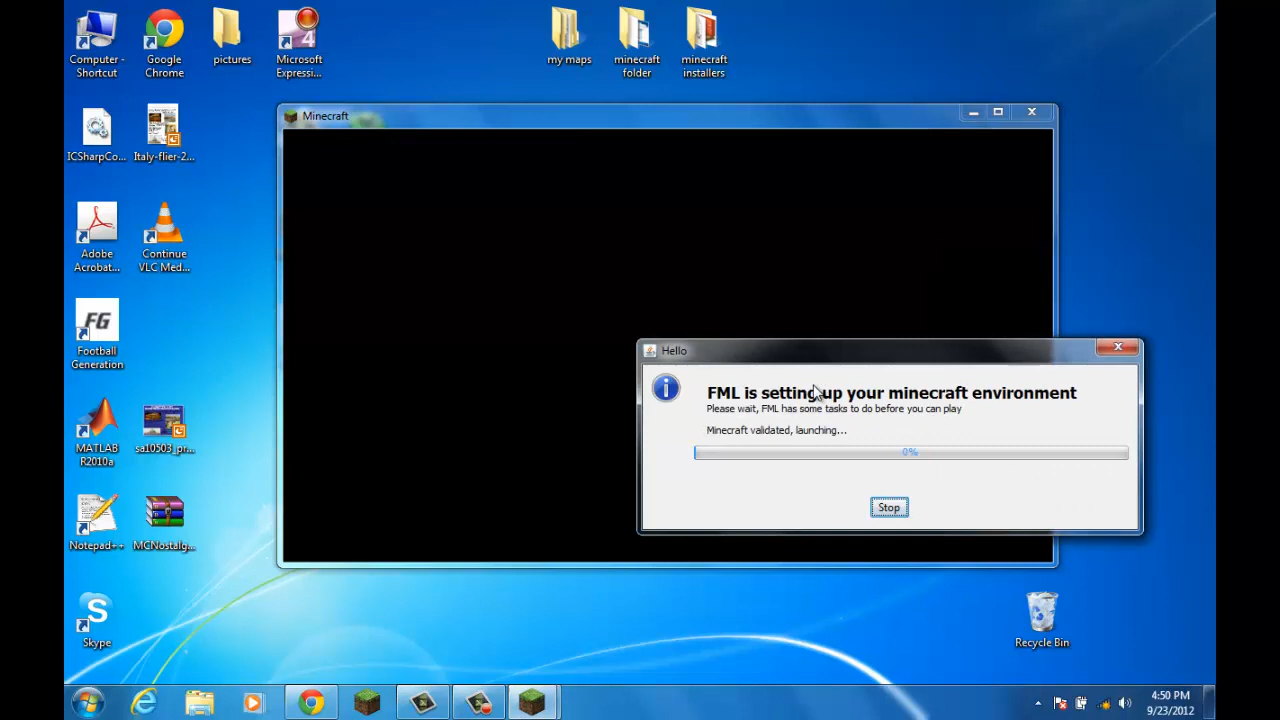 Computer -
Shortcut
Google
Chrome
pictures
4
Microsoft
Expressi...
my maps
minecraft
folder
minecraft
installers
ICSharpCo...
Italy-flier-2...
Adobe
Acrobat...
Continue
VLC Med...
FG
Football
Generation
MATLAB
R2010a
sa10503_pr...
Notepad++
MCNostalg...
S
Skype
Minecraft
Hello
FML is setting up your minecraft environment
Please wait, FML has some tasks to do before you can play
Minecraft validated, launching...
0%
Stop
Recycle Bin
4:50 PM
9/23/2012